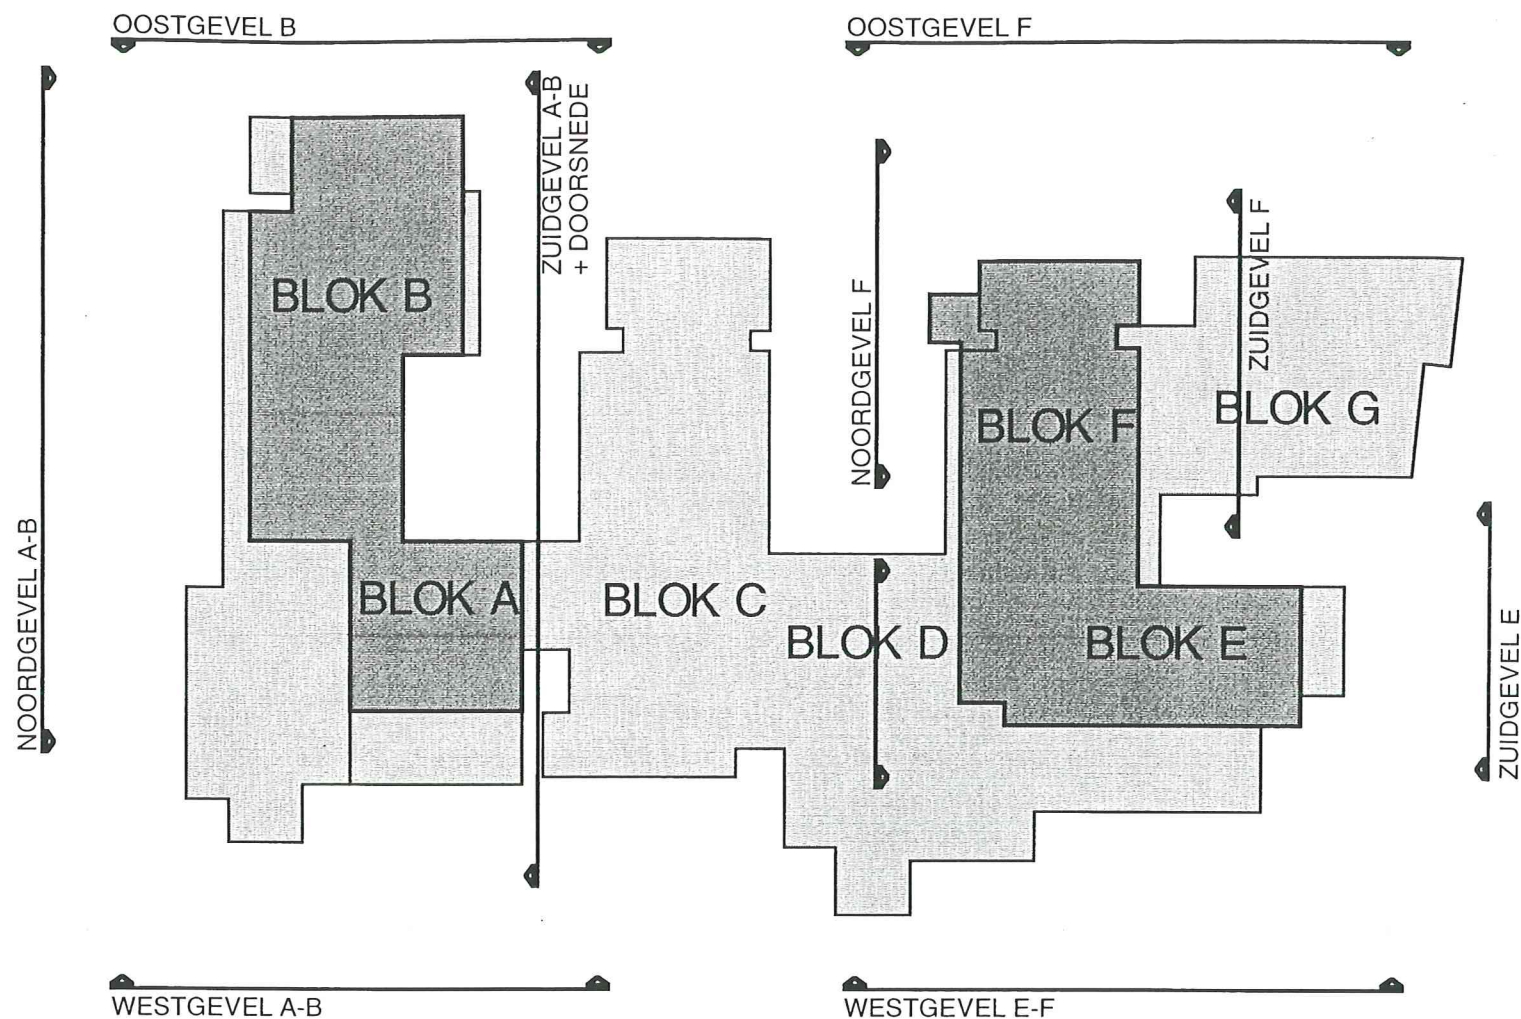 OOSTGEVEL B
OOSTGEVEL F
ZUIDGEVEL A-B
+ DOORSNEDE
NOORDGEVEL F
ZUIDGEVEL F
BLOK B
BLOK F
BLOK G
NOORDGEVEL A-B
BLOK A
BLOK C
BLOK D
BLOK E
ZUIDGEVEL E
WESTGEVEL A-B
WESTGEVEL E-F